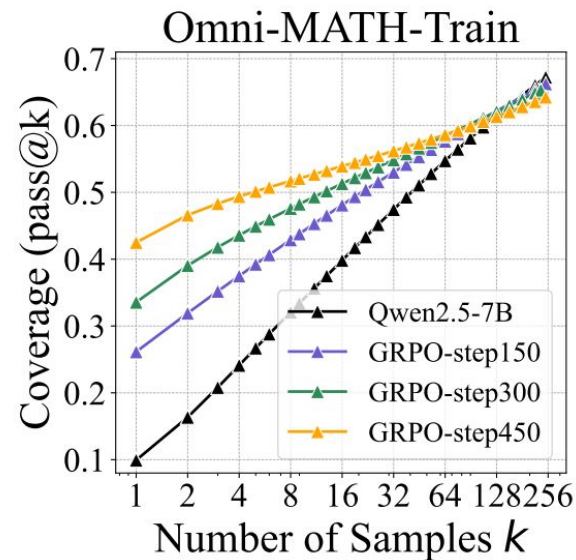 Omni-MATH-Train
Coverage (pass@k)
0.7
0.6
0.5
0.4
0.3
0.2
0.1
Qwen2.5-7B
GRPO-step150
GRPO-step300
GRPO-step450
1 2 4 8 16 32 64 128 256
Number of Samples k